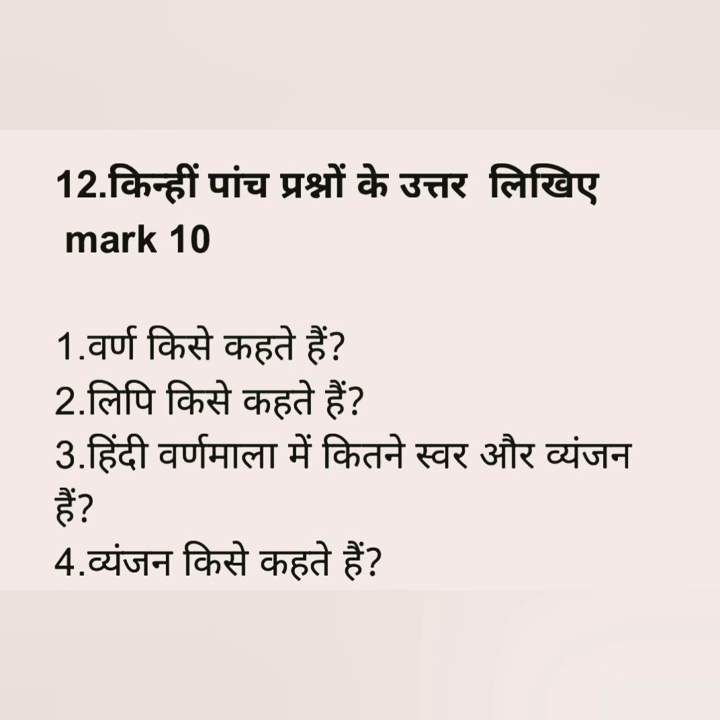 12.किन्हीं पांच प्रश्नों के उत्तर  लिखिए
mark 10
1.वर्ण किसे कहते हैं?
2.लिपि किसे कहते हैं?
3.हिंदी वर्णमाला में कितने स्वर और व्यंजन
हैं?
4.व्यंजन किसे कहते हैं?